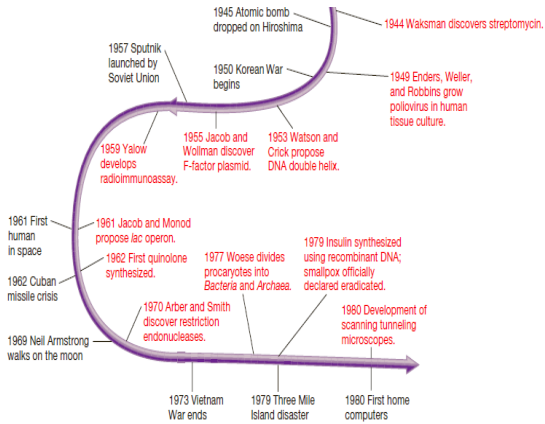 1945 Atomic bomb
dropped on Hiroshima
1944 Waksman discovers streptomycin.
1957 Sputnik
launched by
Soviet Union
1950 Korean War
begins
1949 Enders, Weller,
and Robbins grow
poliovirus in human
tissue culture.
1959 Yalow
develops
radioimmunoassay.
1955 Jacob and
Wollman discover
F-factor plasmid.
1953 Watson and
Crick propose
DNA double helix.
1961 First
human
in space
1961 Jacob and Monod
propose lac operon.
1962 First quinolone
synthesized.
1962 Cuban
missile crisis
1977 Woese divides
procaryotes into
Bacteria and Archaea.
1979 Insulin synthesized
using recombinant DNA;
smallpox officially
declared eradicated.
1970 Arber and Smith
discover restriction
endonucleases.
1980 Development of
scanning tunneling
microscopes.
1969 Neil Armstrong
walks on the moon
1973 Vietnam
War ends
1979 Three Mile
Island disaster
1980 First home
computers